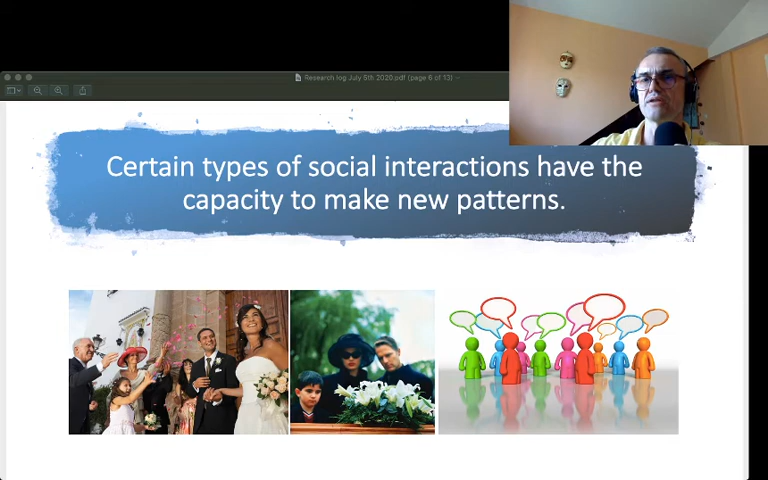 Research log July 5th 2020.pdf (page 6 of 13)
Certain types of social interactions have the
capacity to make new patterns.